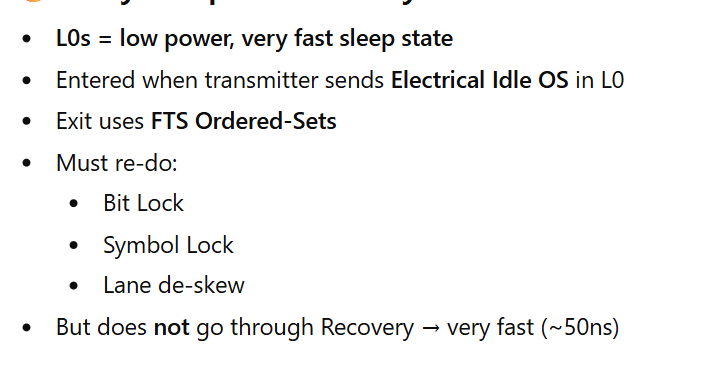 L0s = low power, very fast sleep state
Entered when transmitter sends Electrical Idle OS in L0
Exit uses FTS Ordered-Sets
Must re-do:
Bit Lock
Symbol Lock
Lane de-skew
But does not go through Recovery → very fast (~50ns)